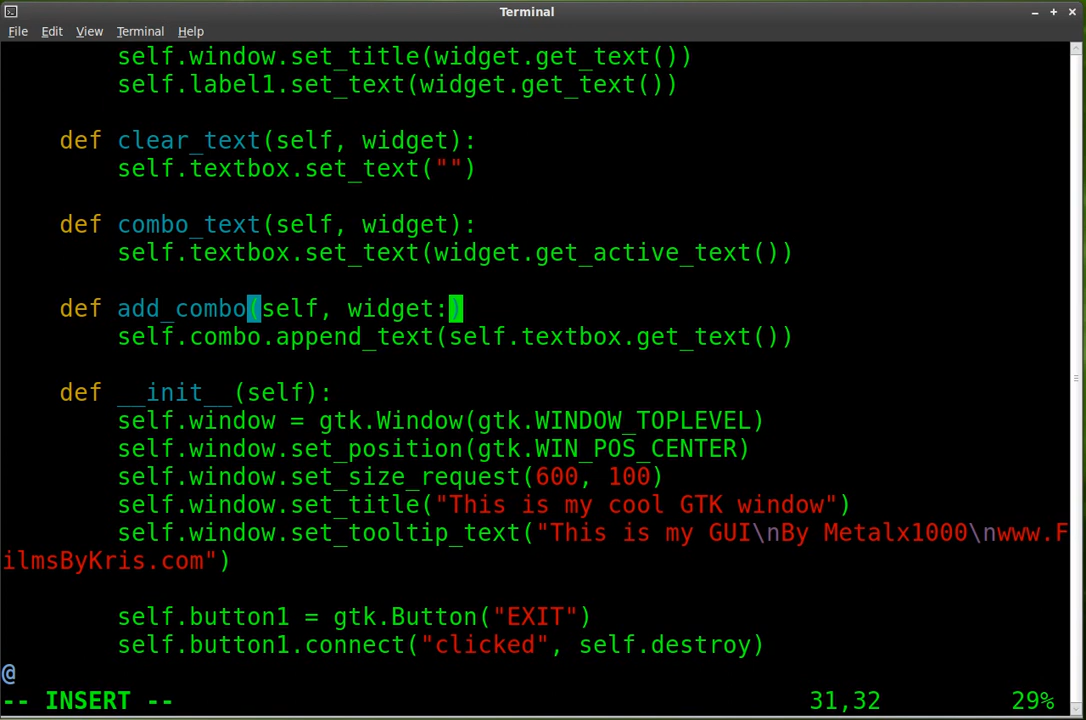 Terminal
File Edit View Terminal Help
        self.window.set_title(widget.get_text())
        self.label1.set_text(widget.get_text())

    def clear_text(self, widget):
        self.textbox.set_text("")

    def combo_text(self, widget):
        self.textbox.set_text(widget.get_active_text())

    def add_combo(self, widget:)
        self.combo.append_text(self.textbox.get_text())

    def __init__(self):
        self.window = gtk.Window(gtk.WINDOW_TOPLEVEL)
        self.window.set_position(gtk.WIN_POS_CENTER)
        self.window.set_size_request(600, 100)
        self.window.set_title("This is my cool GTK window")
        self.window.set_tooltip_text("This is my GUI\nBy Metalx1000\nwww.F
ilmsByKris.com")

        self.button1 = gtk.Button("EXIT")
        self.button1.connect("clicked", self.destroy)
@
-- INSERT -- 31,32 29%